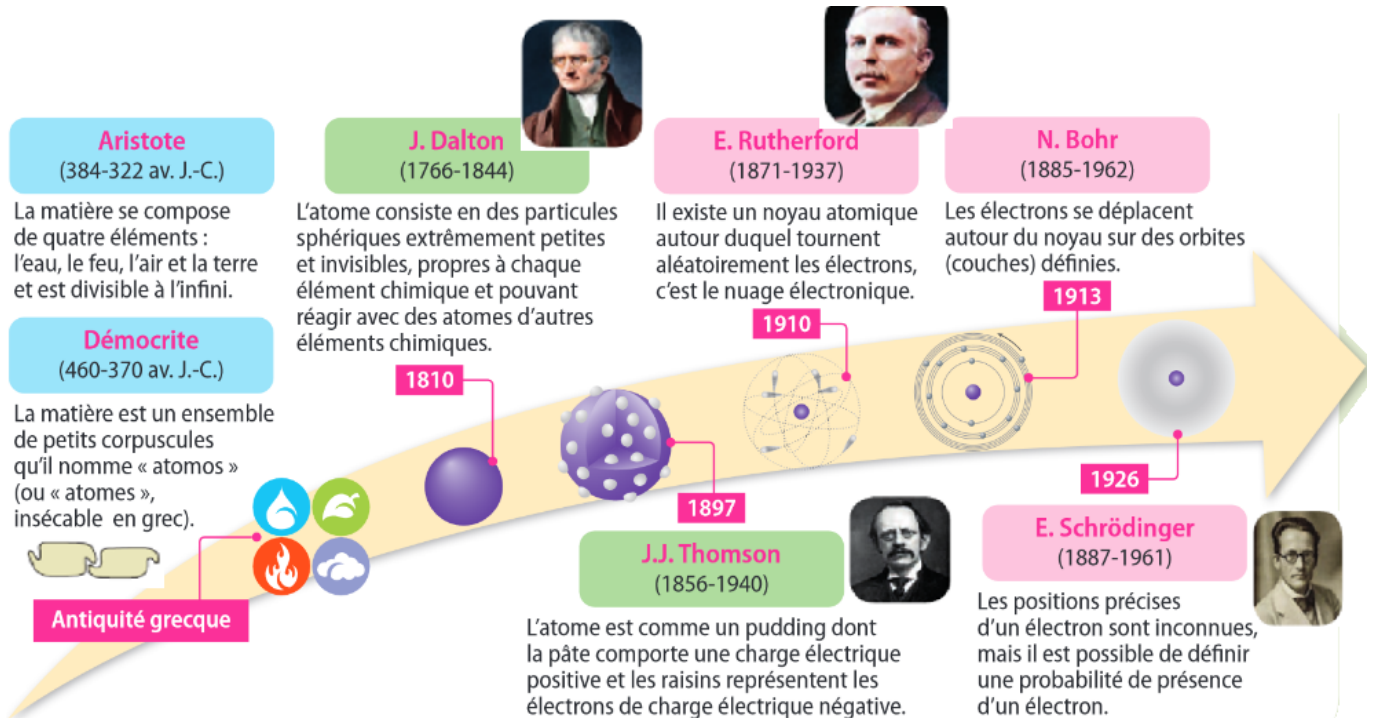 Aristote
(384-322 av. J.-C.)
La matière se compose
de quatre éléments :
l'eau, le feu, l'air et la terre
et est divisible à l'infini.
Démocrite
(460-370 av. J.-C.)
La matière est un ensemble
de petits corpuscules
qu'il nomme « atomos »
(ou « atomes »,
insécable en grec).
Antiquité grecque
J. Dalton
(1766-1844)
L'atome consiste en des particules
sphériques extrêmement petites
et invisibles, propres à chaque
élément chimique et pouvant
réagir avec des atomes d'autres
éléments chimiques.
1810
1897
J.J. Thomson
(1856-1940)
L'atome est comme un pudding dont
la pâte comporte une charge électrique
positive et les raisins représentent les
électrons de charge électrique négative.
E. Rutherford
(1871-1937)
Il existe un noyau atomique
autour duquel tournent
aléatoirement les électrons,
c'est le nuage électronique.
1910
N. Bohr
(1885-1962)
Les électrons se déplacent
autour du noyau sur des orbites
(couches) définies.
1913
1926
E. Schrödinger
(1887-1961)
Les positions précises
d'un électron sont inconnues,
mais il est possible de définir
une probabilité de présence
d'un électron.